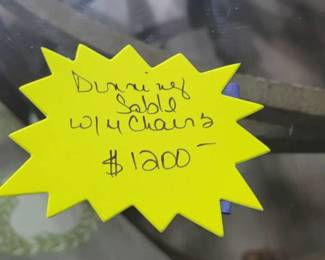 Dinning
Table
w/4 Chairs
$1200-